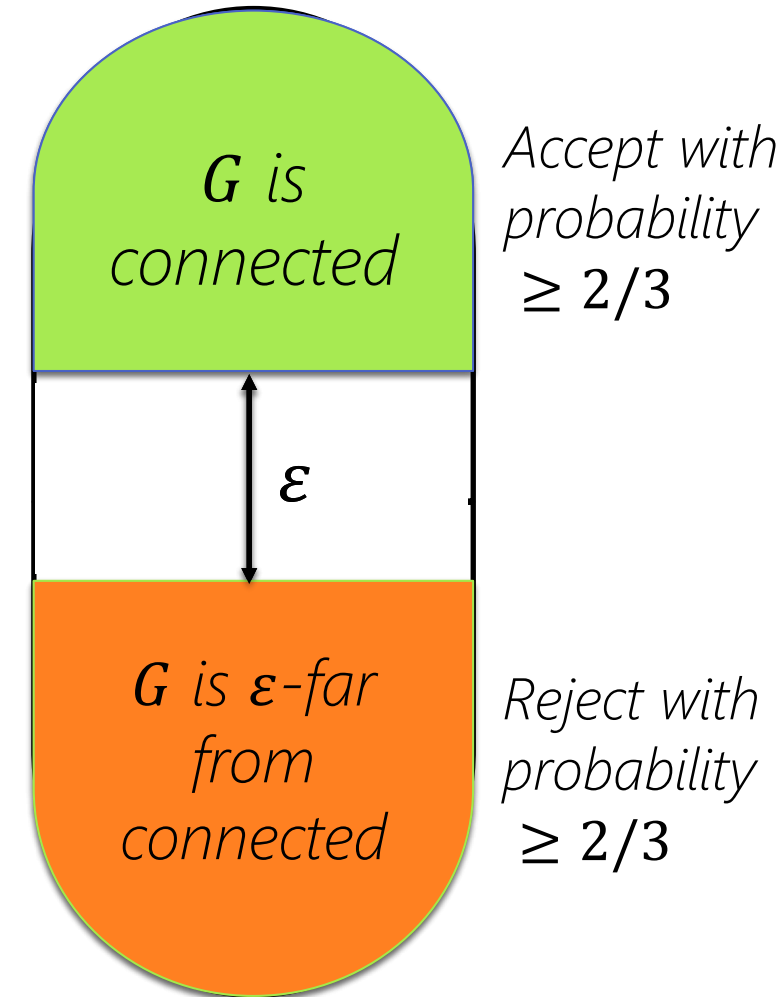 G is
connected
Accept with
probability
≥ 2/3
ε
G is ε-far
from
connected
Reject with
probability
≥ 2/3